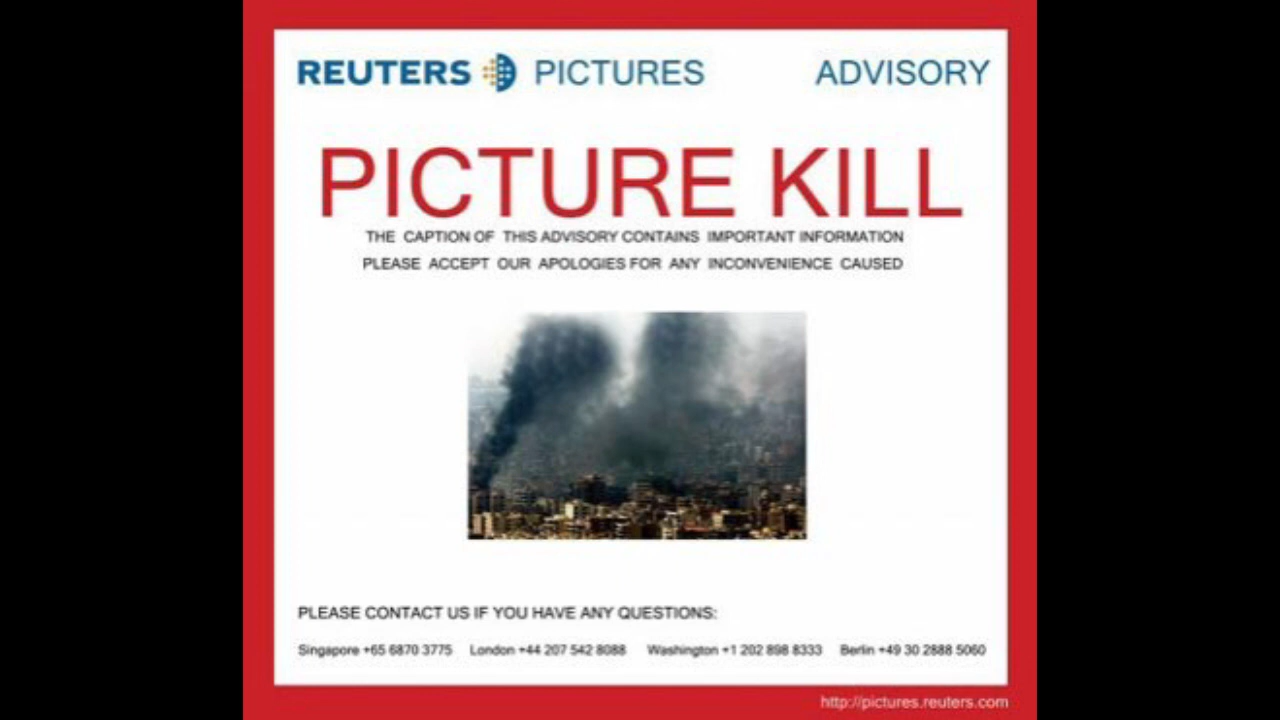 REUTERS PICTURES ADVISORY
PICTURE KILL
THE CAPTION OF THIS ADVISORY CONTAINS IMPORTANT INFORMATION
PLEASE ACCEPT OUR APOLOGIES FOR ANY INCONVENIENCE CAUSED
PLEASE CONTACT US IF YOU HAVE ANY QUESTIONS:
Singapore +65 6870 3775 London +44 207 542 8088 Washington +1 202 898 8333 Berlin +49 30 2888 5060
http://pictures.reuters.com